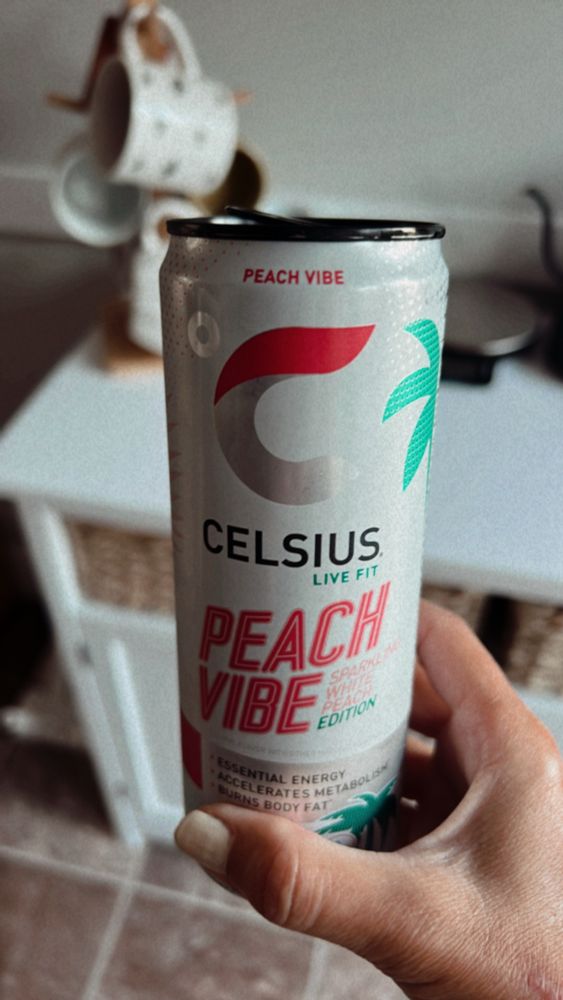 PEACH VIBE
CELSIUS
LIVE FIT
PEACH
VIBE
SPARKLING
WHITE
PEACH
EDITION
• ESSENTIAL ENERGY
• ACCELERATES METABOLISM
• BURNS BODY FAT